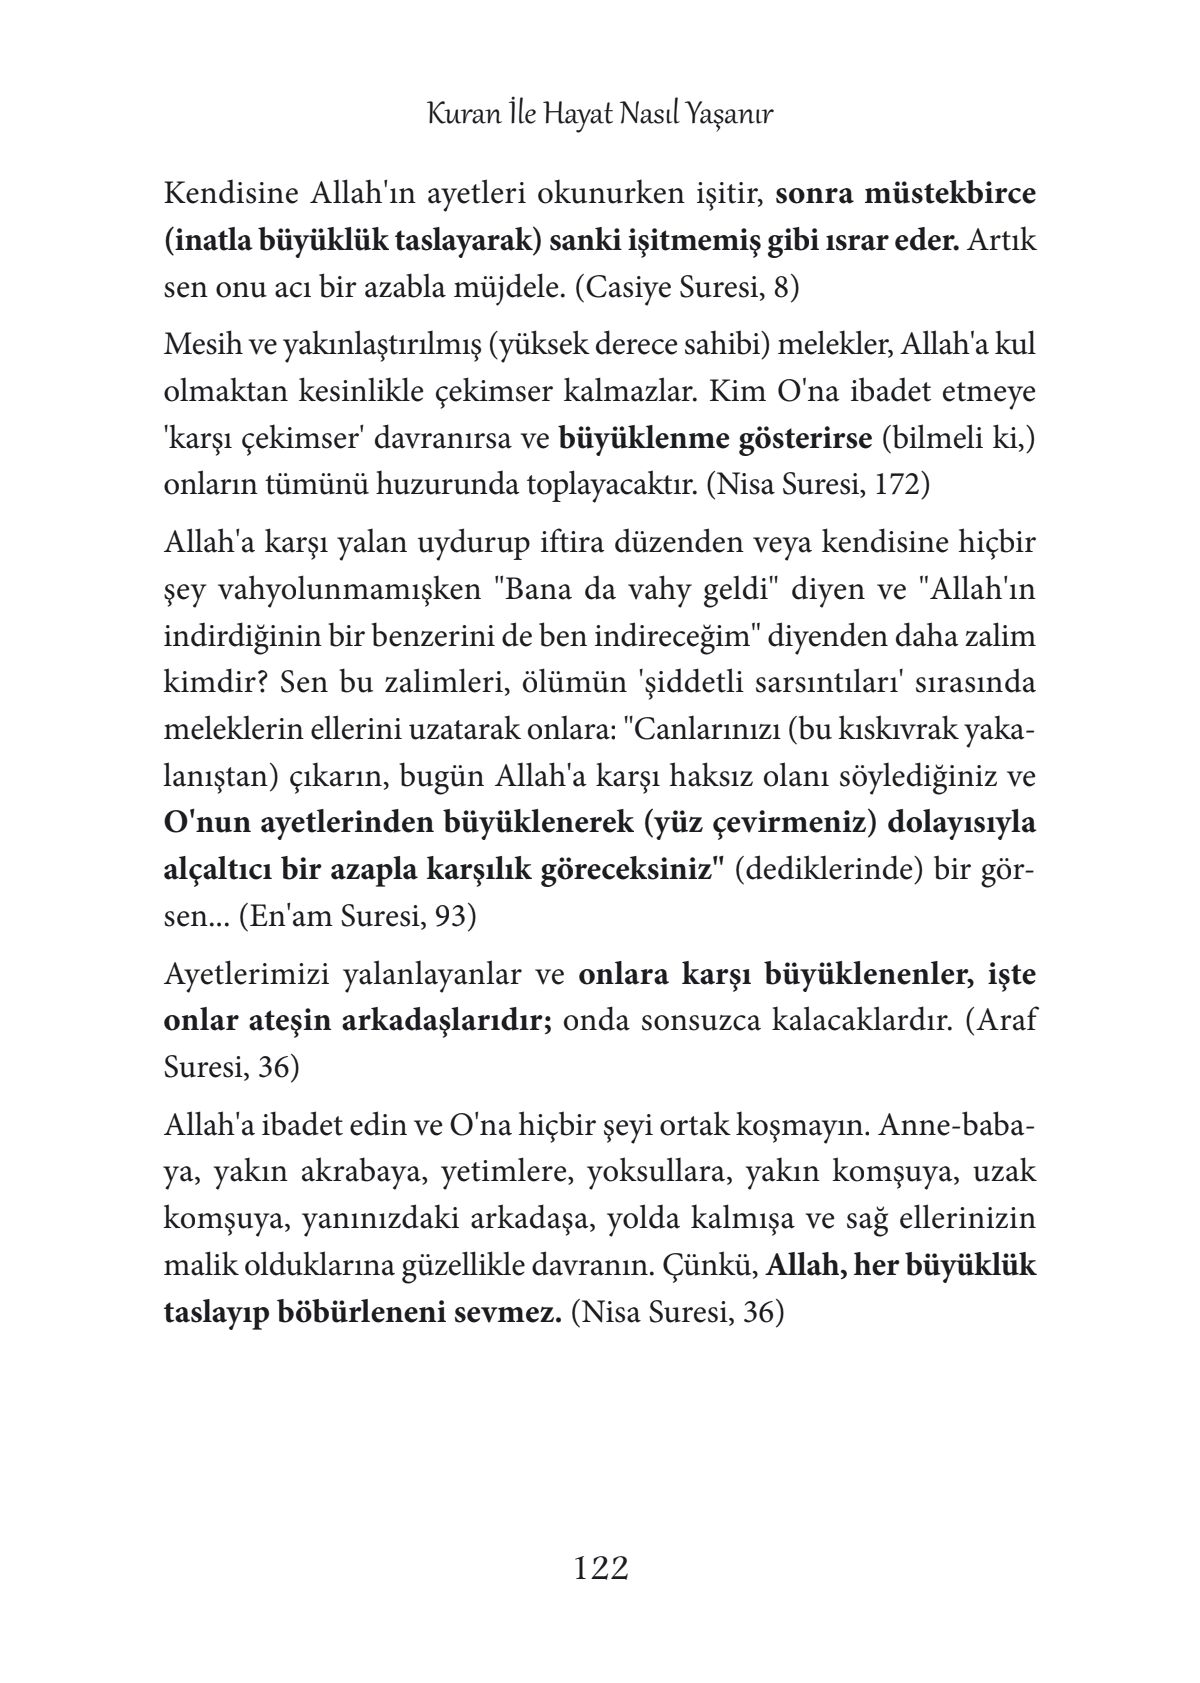 Kuran İle Hayat Nasıl Yaşanır
Kendisine Allah'ın ayetleri okunurken işitir, sonra müstekbirce
(inatla büyüklük taslayarak) sanki işitmemiş gibi ısrar eder. Artık
sen onu acı bir azabla müjdele. (Casiye Suresi, 8)
Mesih ve yakınlaştırılmış (yüksek derece sahibi) melekler, Allah'a kul
olmaktan kesinlikle çekimser kalmazlar. Kim O'na ibadet etmeye
'karşı çekimser' davranırsa ve büyüklenme gösterirse (bilmeli ki,)
onların tümünü huzurunda toplayacaktır. (Nisa Suresi, 172)
Allah'a karşı yalan uydurup iftira düzenden veya kendisine hiçbir
şey vahyolunmamışken "Bana da vahy geldi" diyen ve "Allah'ın
indirdiğinin bir benzerini de ben indireceğim" diyenden daha zalim
kimdir? Sen bu zalimleri, ölümün 'şiddetli sarsıntıları' sırasında
meleklerin ellerini uzatarak onlara: "Canlarınızı (bu kıskıvrak yaka-
lanıştan) çıkarın, bugün Allah'a karşı haksız olanı söylediğiniz ve
O'nun ayetlerinden büyüklenerek (yüz çevirmeniz) dolayısıyla
alçaltıcı bir azapla karşılık göreceksiniz" (dediklerinde) bir gör-
sen... (En'am Suresi, 93)
Ayetlerimizi yalanlayanlar ve onlara karşı büyüklenenler, işte
onlar ateşin arkadaşlarıdır; onda sonsuzca kalacaklardır. (Araf
Suresi, 36)
Allah'a ibadet edin ve O'na hiçbir şeyi ortak koşmayın. Anne-baba-
ya, yakın akrabaya, yetimlere, yoksullara, yakın komşuya, uzak
komşuya, yanınızdaki arkadaşa, yolda kalmışa ve sağ ellerinizin
malik olduklarına güzellikle davranın. Çünkü, Allah, her büyüklük
taslayıp böbürleneni sevmez. (Nisa Suresi, 36)
122